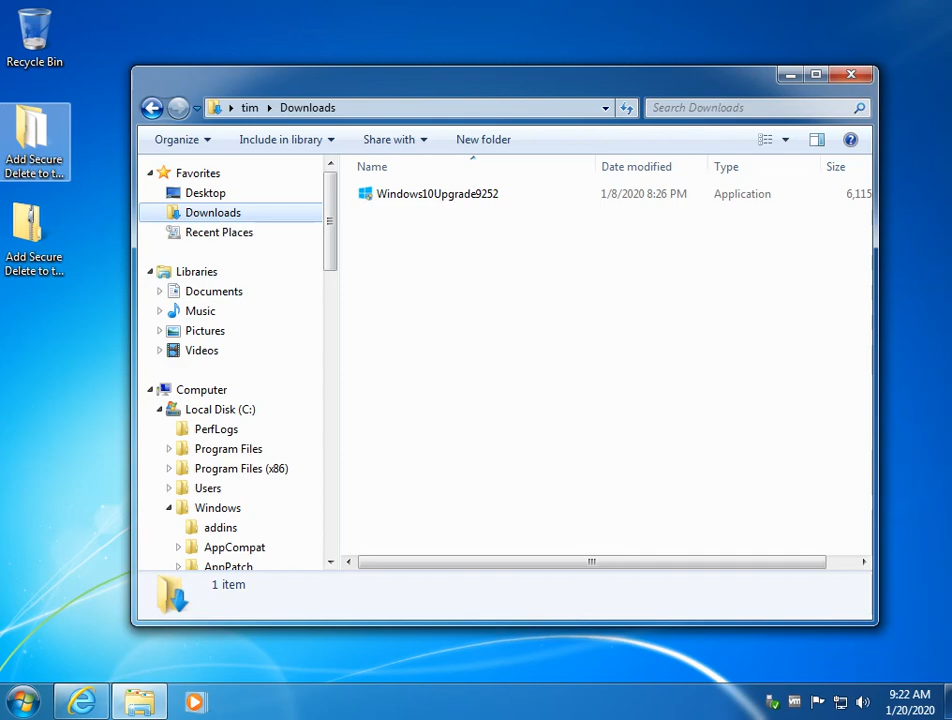 Recycle Bin
Add Secure
Delete to t...
Add Secure
Delete to t...
tim Downloads
Search Downloads
Organize Include in library Share with New folder
Favorites
Desktop
Downloads
Recent Places
Libraries
Documents
Music
Pictures
Videos
Computer
Local Disk (C:)
PerfLogs
Program Files
Program Files (x86)
Users
Windows
addins
AppCompat
AppPatch
Name Date modified Type Size
Windows10Upgrade9252 1/8/2020 8:26 PM Application 6,115
1 item
9:22 AM
1/20/2020